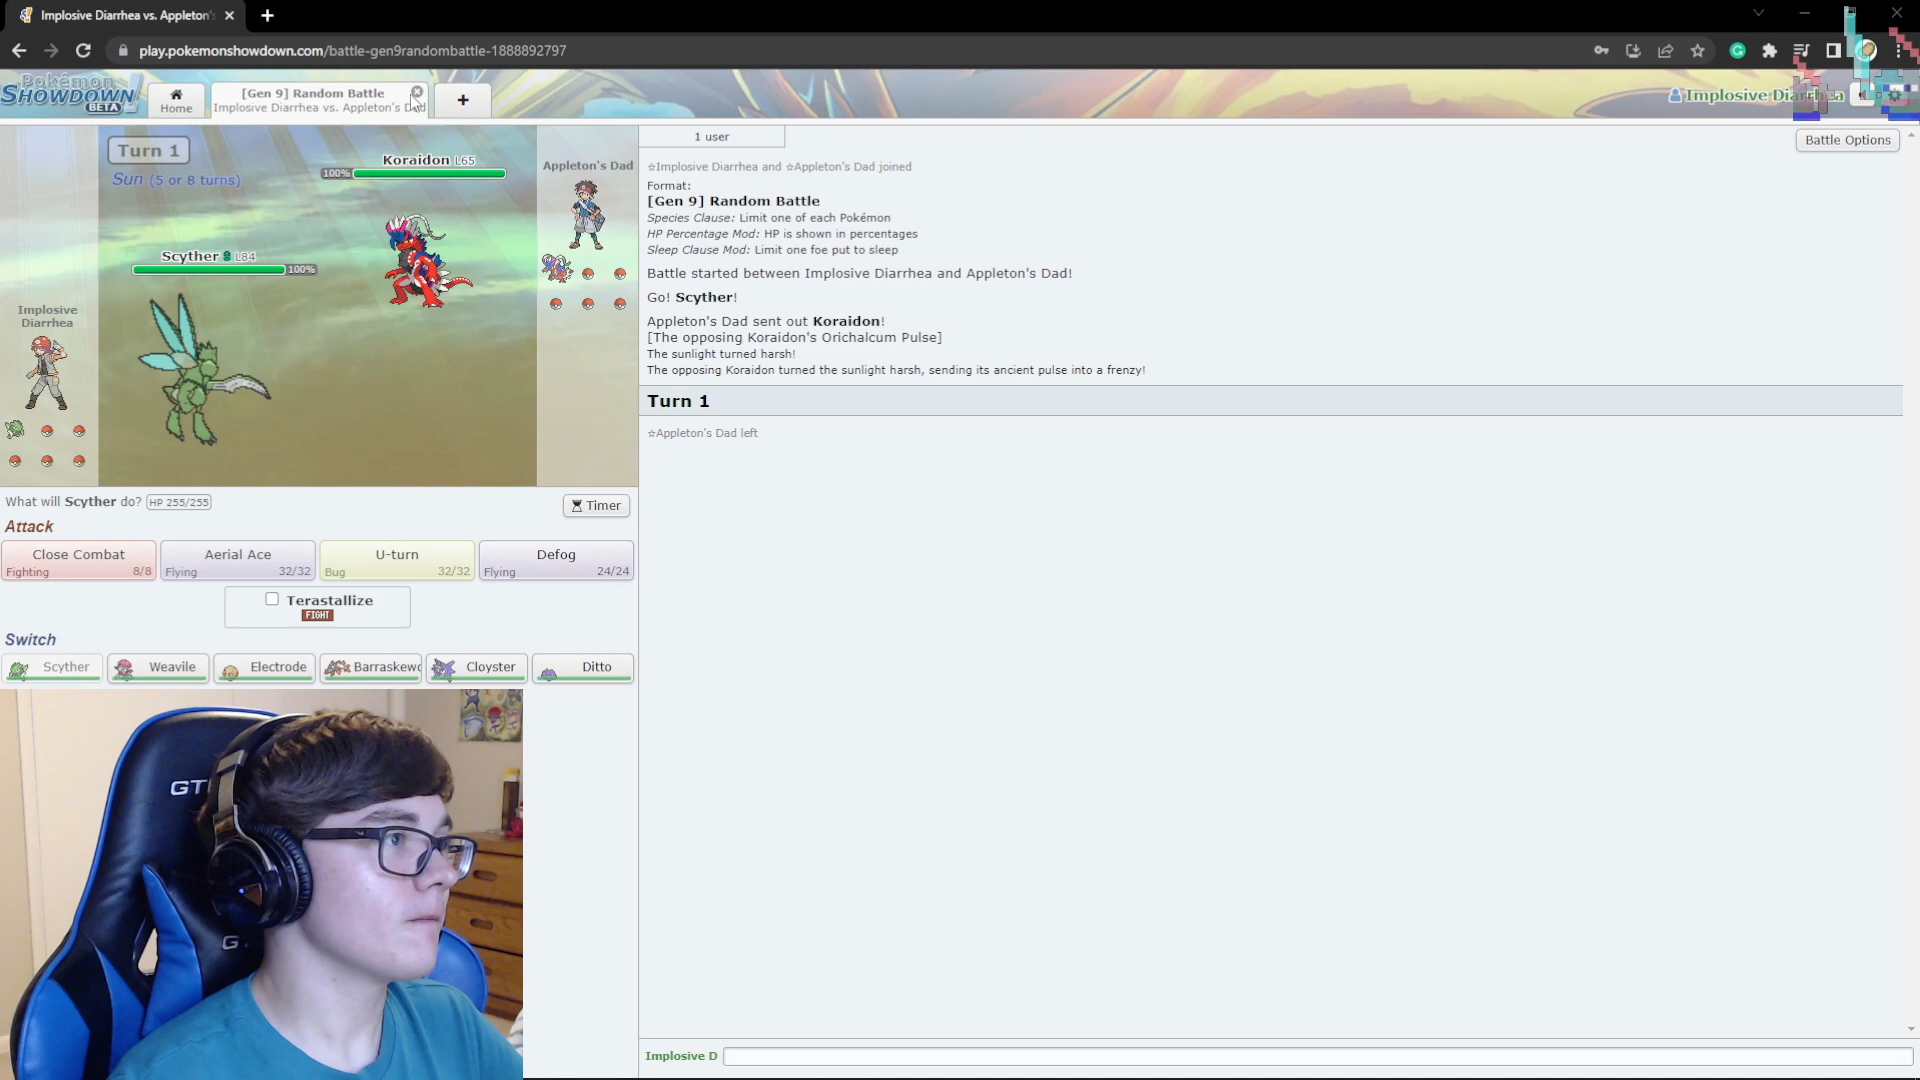 Implosive Diarrhea vs. Appleton's
play.pokemonshowdown.com/battle-gen9randombattle-1888892797
Pokémon
SHOWDOWN
BETA
Home
[Gen 9] Random Battle
Implosive Diarrhea vs. Appleton's Dad
Implosive Diarrhea
Turn 1
Sun (5 or 8 turns)
Koraidon L65
100%
Scyther L84
100%
Appleton's Dad
Implosive
Diarrhea
What will Scyther do? HP 255/255
Timer
Attack
Close Combat
Fighting 8/8
Aerial Ace
Flying 32/32
U-turn
Bug 32/32
Defog
Flying 24/24
Terastallize
FIGHT
Switch
Scyther
Weavile
Electrode
Barraskewd
Cloyster
Ditto
GT
G
1 user
Battle Options
☆Implosive Diarrhea and ☆Appleton's Dad joined
Format:
[Gen 9] Random Battle
Species Clause: Limit one of each Pokémon
HP Percentage Mod: HP is shown in percentages
Sleep Clause Mod: Limit one foe put to sleep
Battle started between Implosive Diarrhea and Appleton's Dad!
Go! Scyther!
Appleton's Dad sent out Koraidon!
[The opposing Koraidon's Orichalcum Pulse]
The sunlight turned harsh!
The opposing Koraidon turned the sunlight harsh, sending its ancient pulse into a frenzy!
Turn 1
☆Appleton's Dad left
Implosive D